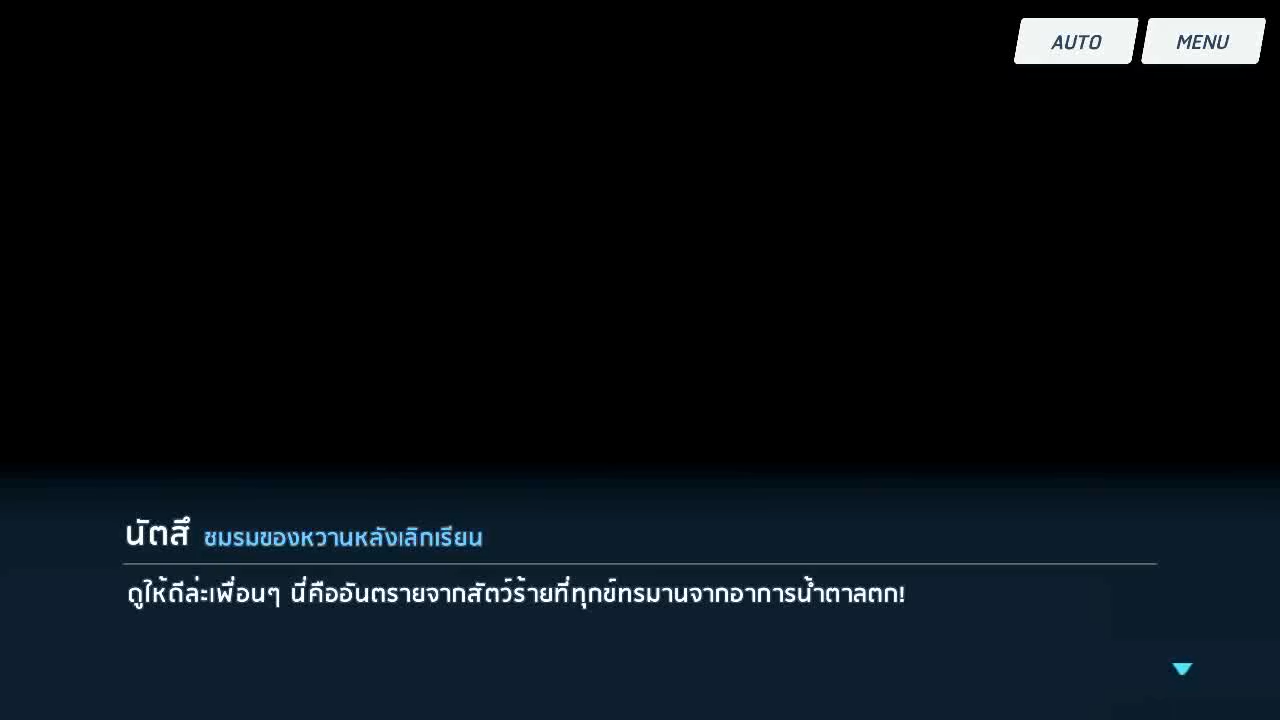 AUTO MENU
นัตสึ ชมรมของหวานหลังเลิกเรียน
ดูให้ดีล่ะเพื่อนๆ นี่คืออันตรายจากสัตว์ร้ายที่ทุกข์ทรมานจากอาการน้ำตาลตก!